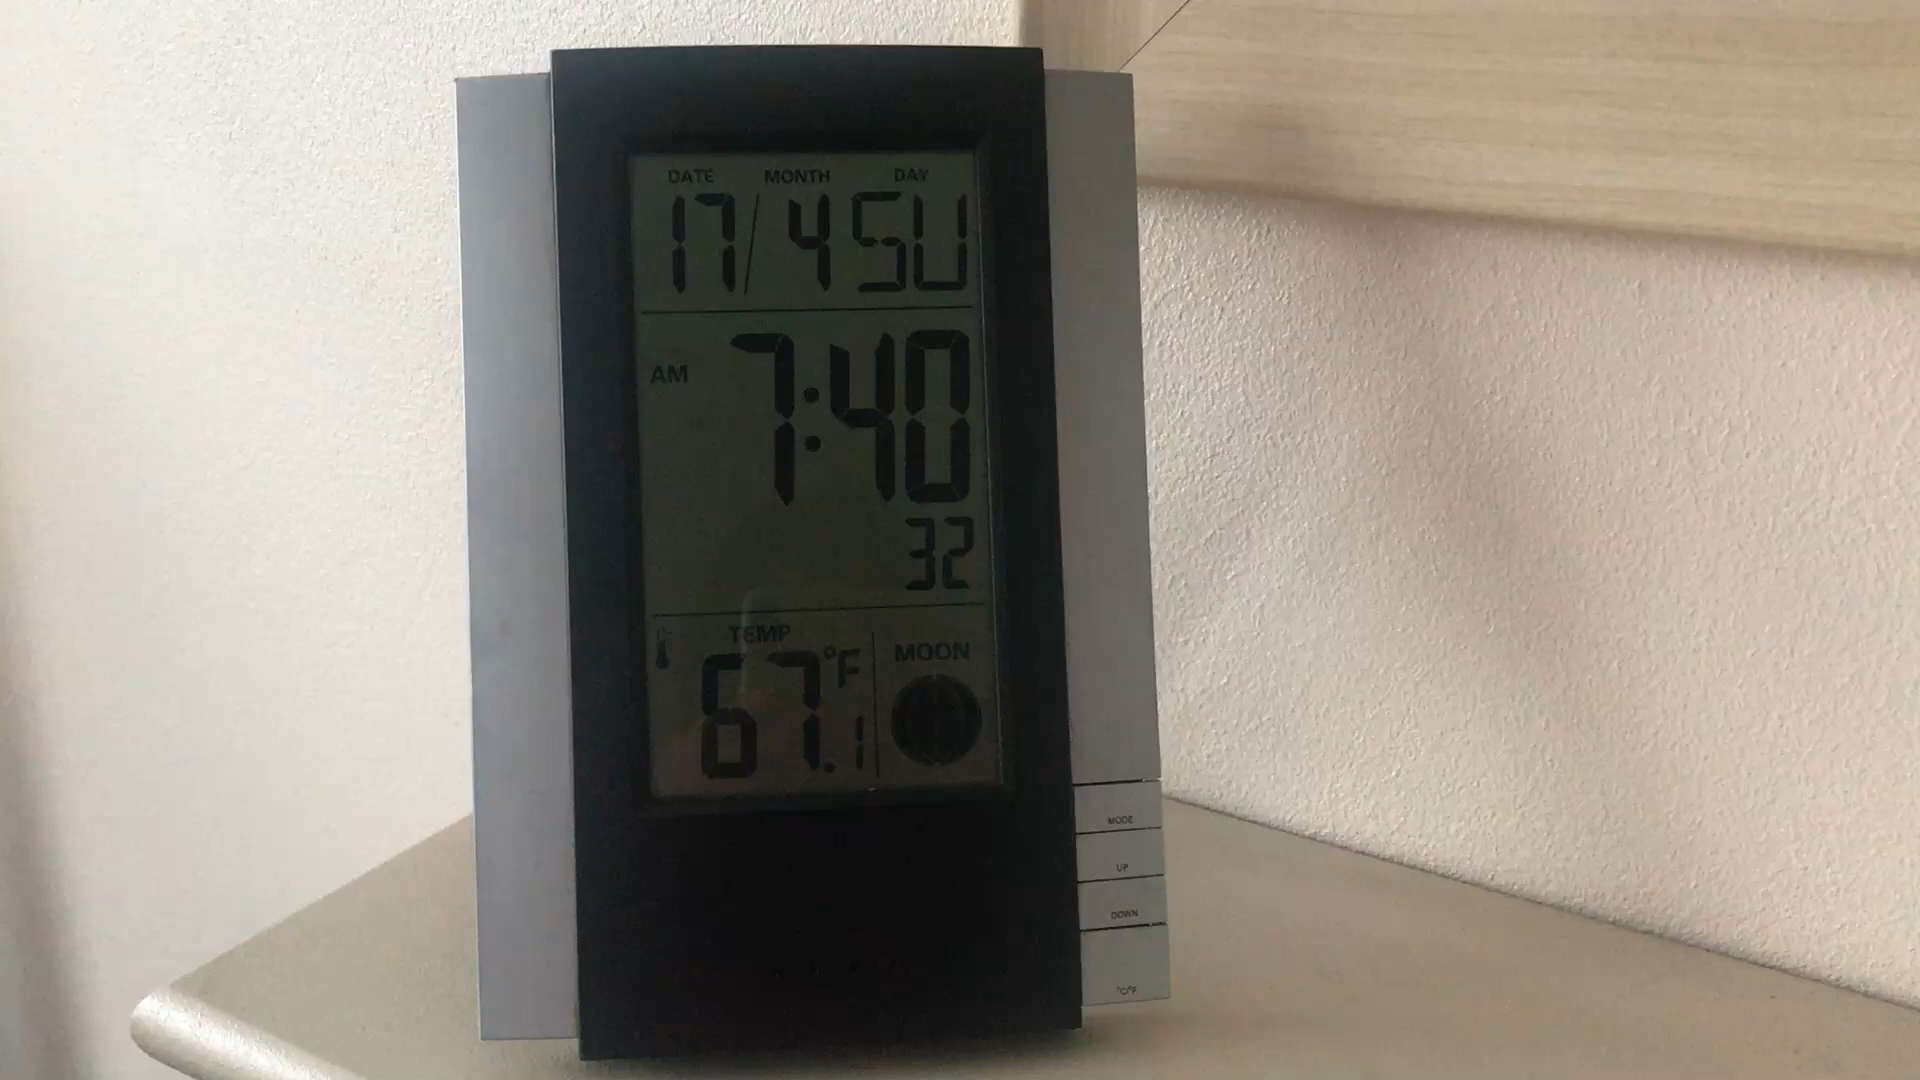 DATE MONTH DAY
17/4 SU
AM 7:40
32
TEMP
67.1 °F
MOON
MODE
UP
DOWN
°C/°F